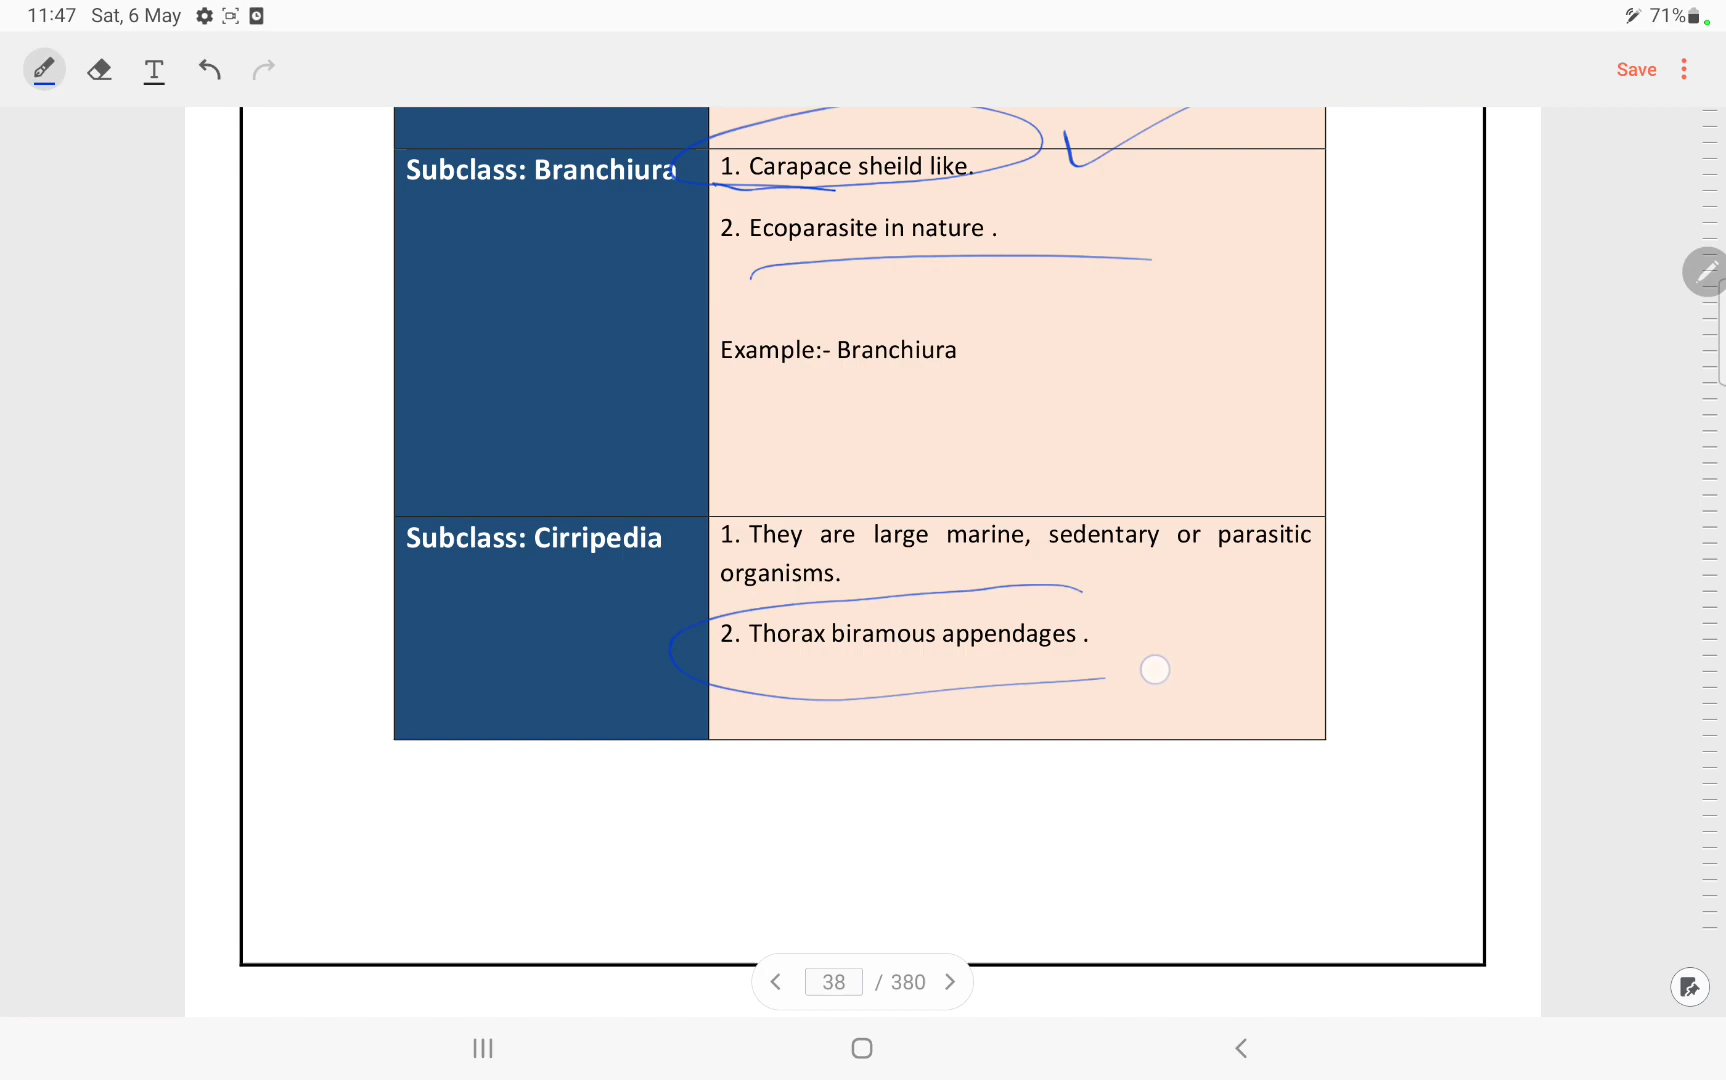 11:47 Sat, 6 May 71%
T Save
Subclass: Branchiura 1. Carapace sheild like.
2. Ecoparasite in nature .
Example:- Branchiura
Subclass: Cirripedia 1. They are large marine, sedentary or parasitic
organisms.
2. Thorax biramous appendages .
38 / 380